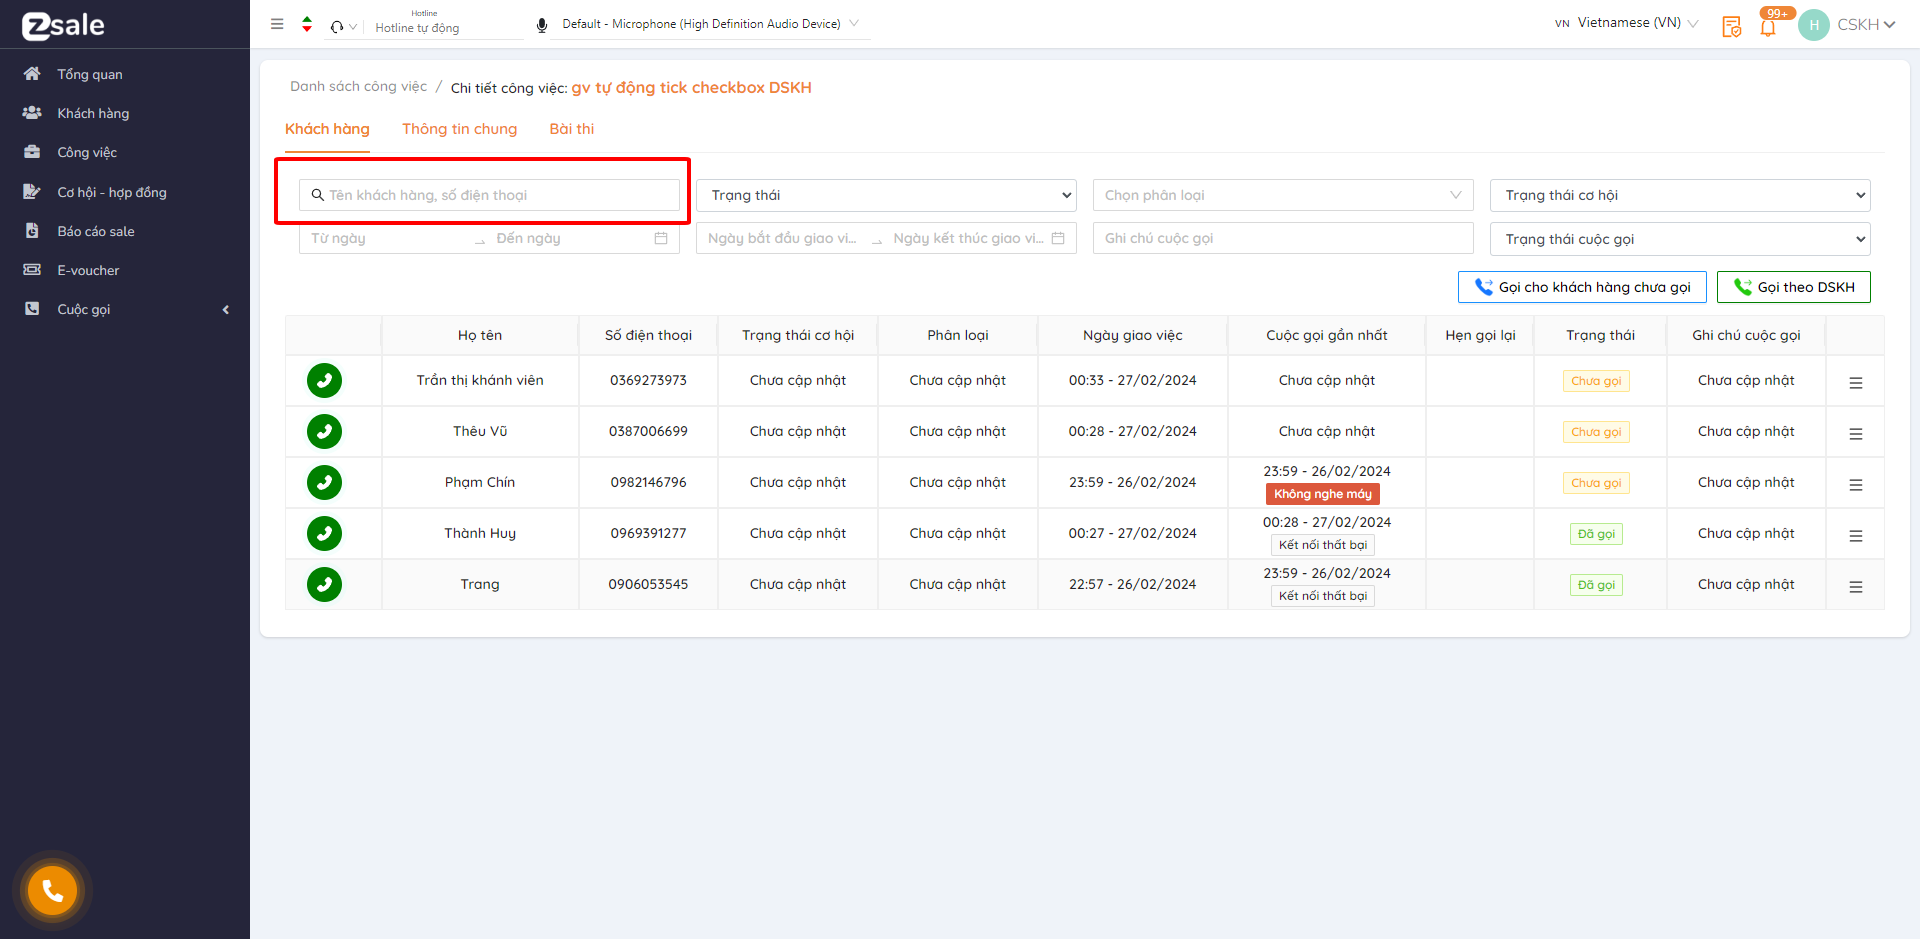 Zsale
Hotline
Hotline tự động
Default - Microphone (High Definition Audio Device)
VN Vietnamese (VN)
99+
H
CSKH
Tổng quan
Khách hàng
Công việc
Cơ hội - hợp đồng
Báo cáo sale
E-voucher
Cuộc gọi
Danh sách công việc / Chi tiết công việc: gv tự động tick checkbox DSKH
Khách hàng Thông tin chung Bài thi
Tên khách hàng, số điện thoại Trạng thái Chọn phân loại Trạng thái cơ hội
Từ ngày Đến ngày Ngày bắt đầu giao vi... Ngày kết thúc giao vi... Ghi chú cuộc gọi Trạng thái cuộc gọi
Gọi cho khách hàng chưa gọi Gọi theo DSKH
Họ tên Số điện thoại Trạng thái cơ hội Phân loại Ngày giao việc Cuộc gọi gần nhất Hẹn gọi lại Trạng thái Ghi chú cuộc gọi
Trần thị khánh viên 0369273973 Chưa cập nhật Chưa cập nhật 00:33 - 27/02/2024 Chưa cập nhật Chưa gọi Chưa cập nhật
Thêu Vũ 0387006699 Chưa cập nhật Chưa cập nhật 00:28 - 27/02/2024 Chưa cập nhật Chưa gọi Chưa cập nhật
Phạm Chín 0982146796 Chưa cập nhật Chưa cập nhật 23:59 - 26/02/2024 23:59 - 26/02/2024 Chưa gọi Chưa cập nhật
Không nghe máy
Thành Huy 0969391277 Chưa cập nhật Chưa cập nhật 00:27 - 27/02/2024 00:28 - 27/02/2024 Đã gọi Chưa cập nhật
Kết nối thất bại
Trang 0906053545 Chưa cập nhật Chưa cập nhật 22:57 - 26/02/2024 23:59 - 26/02/2024 Đã gọi Chưa cập nhật
Kết nối thất bại